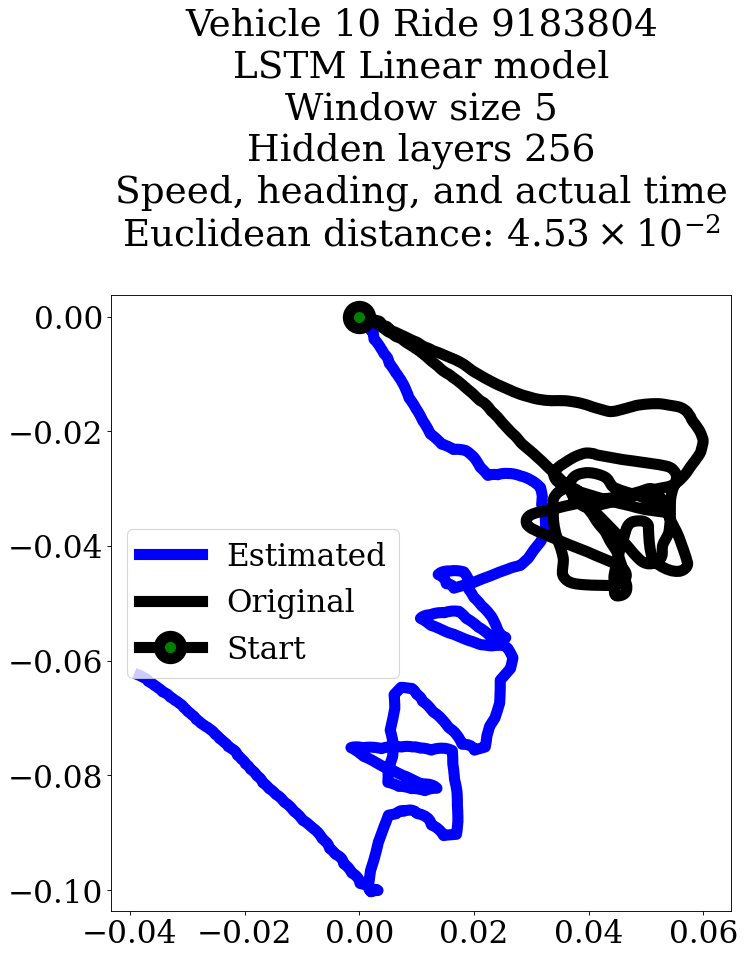 Vehicle 10 Ride 9183804
LSTM Linear model
Window size 5
Hidden layers 256
Speed, heading, and actual time
Euclidean distance: 4.53 × 10⁻²
0.00
−0.02
−0.04
−0.06
−0.08
−0.10
Estimated
Original
Start
−0.04 −0.02 0.00 0.02 0.04 0.06